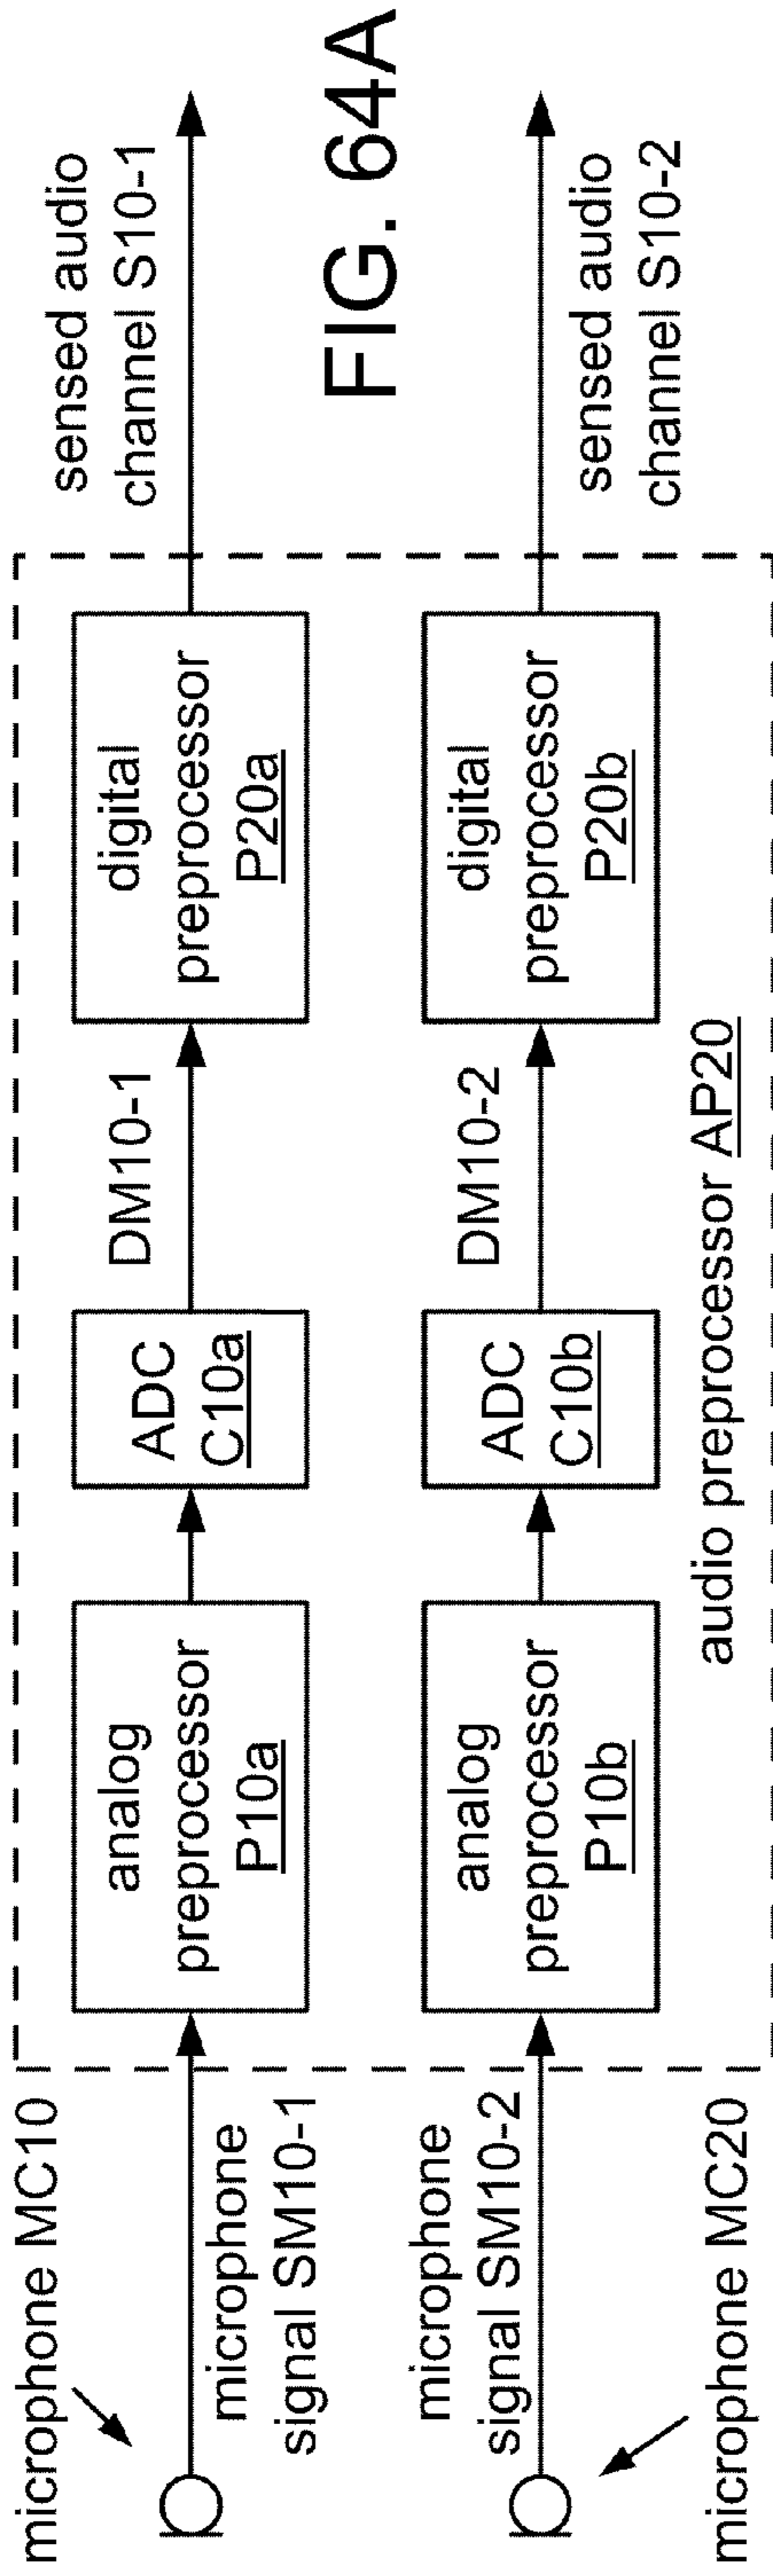 microphone MC10
microphone
signal SM10-1
analog
preprocessor
P10a
ADC
C10a
DM10-1
digital
preprocessor
P20a
sensed audio
channel S10-1
microphone
signal SM10-2
microphone MC20
analog
preprocessor
P10b
ADC
C10b
DM10-2
digital
preprocessor
P20b
sensed audio
channel S10-2
audio preprocessor AP20
FIG. 64A